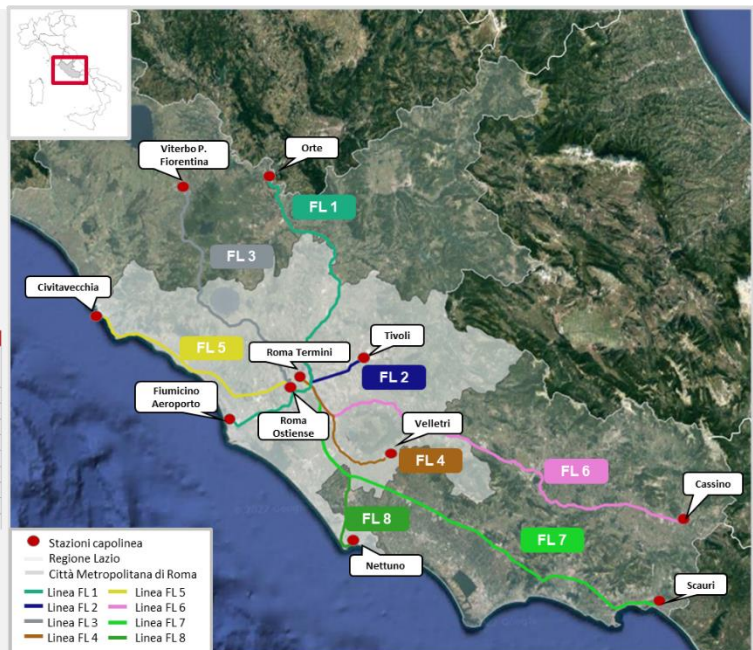 Viterbo P.
Fiorentina
Orte
FL 1
FL 3
Civitavecchia
FL 5
Roma Termini
Tivoli
FL 2
Fiumicino
Aeroporto
Roma
Ostiense
Velletri
FL 4
FL 6
Cassino
FL 8
FL 7
Nettuno
Scauri
Stazioni capolinea
Regione Lazio
Città Metropolitana di Roma
Linea FL 1
Linea FL 5
Linea FL 2
Linea FL 6
Linea FL 3
Linea FL 7
Linea FL 4
Linea FL 8